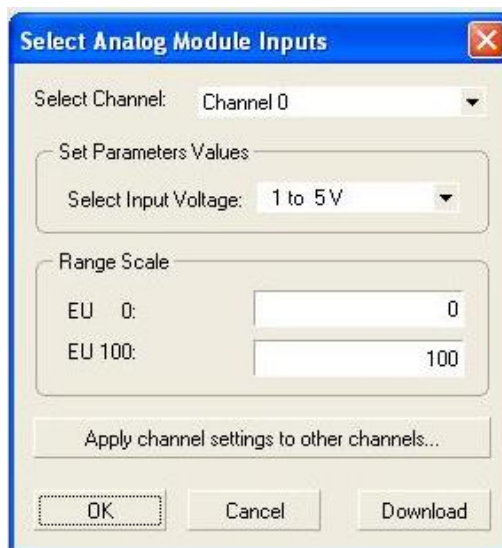 Select Analog Module Inputs
Select Channel: Channel 0
Set Parameters Values
Select Input Voltage: 1 to 5 V
Range Scale
EU 0: 0
EU 100: 100
Apply channel settings to other channels...
OK Cancel Download